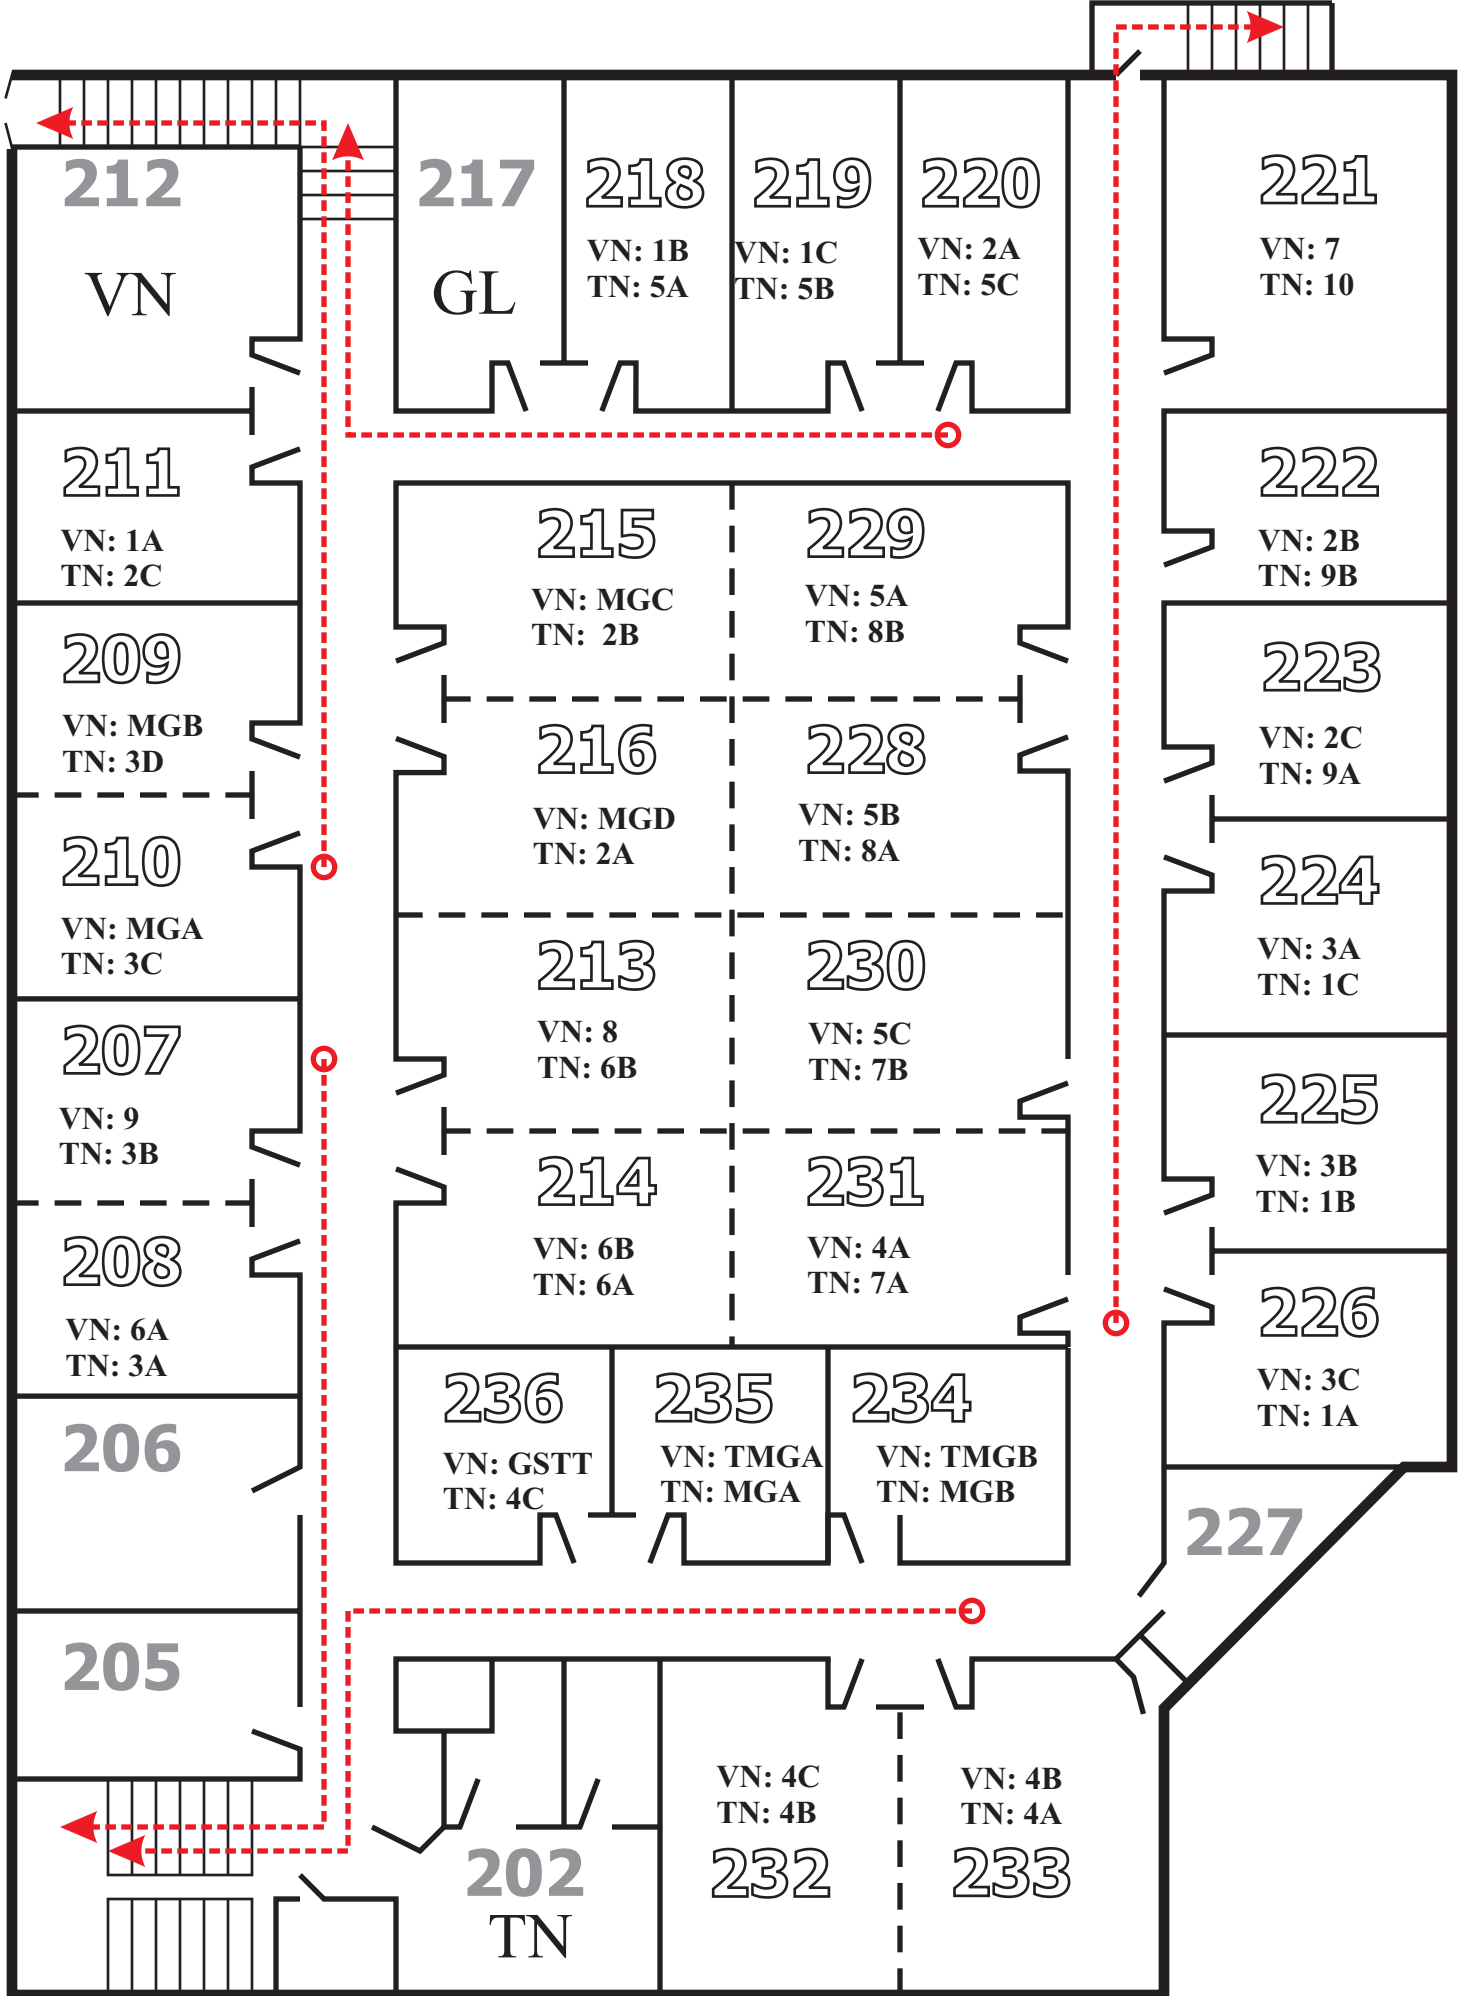 212
VN
217
GL
218
VN: 1B
TN: 5A
219
VN: 1C
TN: 5B
220
VN: 2A
TN: 5C
221
VN: 7
TN: 10
211
VN: 1A
TN: 2C
215
VN: MGC
TN: 2B
229
VN: 5A
TN: 8B
222
VN: 2B
TN: 9B
209
VN: MGB
TN: 3D
216
VN: MGD
TN: 2A
228
VN: 5B
TN: 8A
223
VN: 2C
TN: 9A
210
VN: MGA
TN: 3C
213
VN: 8
TN: 6B
230
VN: 5C
TN: 7B
224
VN: 3A
TN: 1C
207
VN: 9
TN: 3B
214
VN: 6B
TN: 6A
231
VN: 4A
TN: 7A
225
VN: 3B
TN: 1B
208
VN: 6A
TN: 3A
236
VN: GSTT
TN: 4C
235
VN: TMGA
TN: MGA
234
VN: TMGB
TN: MGB
226
VN: 3C
TN: 1A
206
227
205
202
TN
VN: 4C
TN: 4B
232
VN: 4B
TN: 4A
233